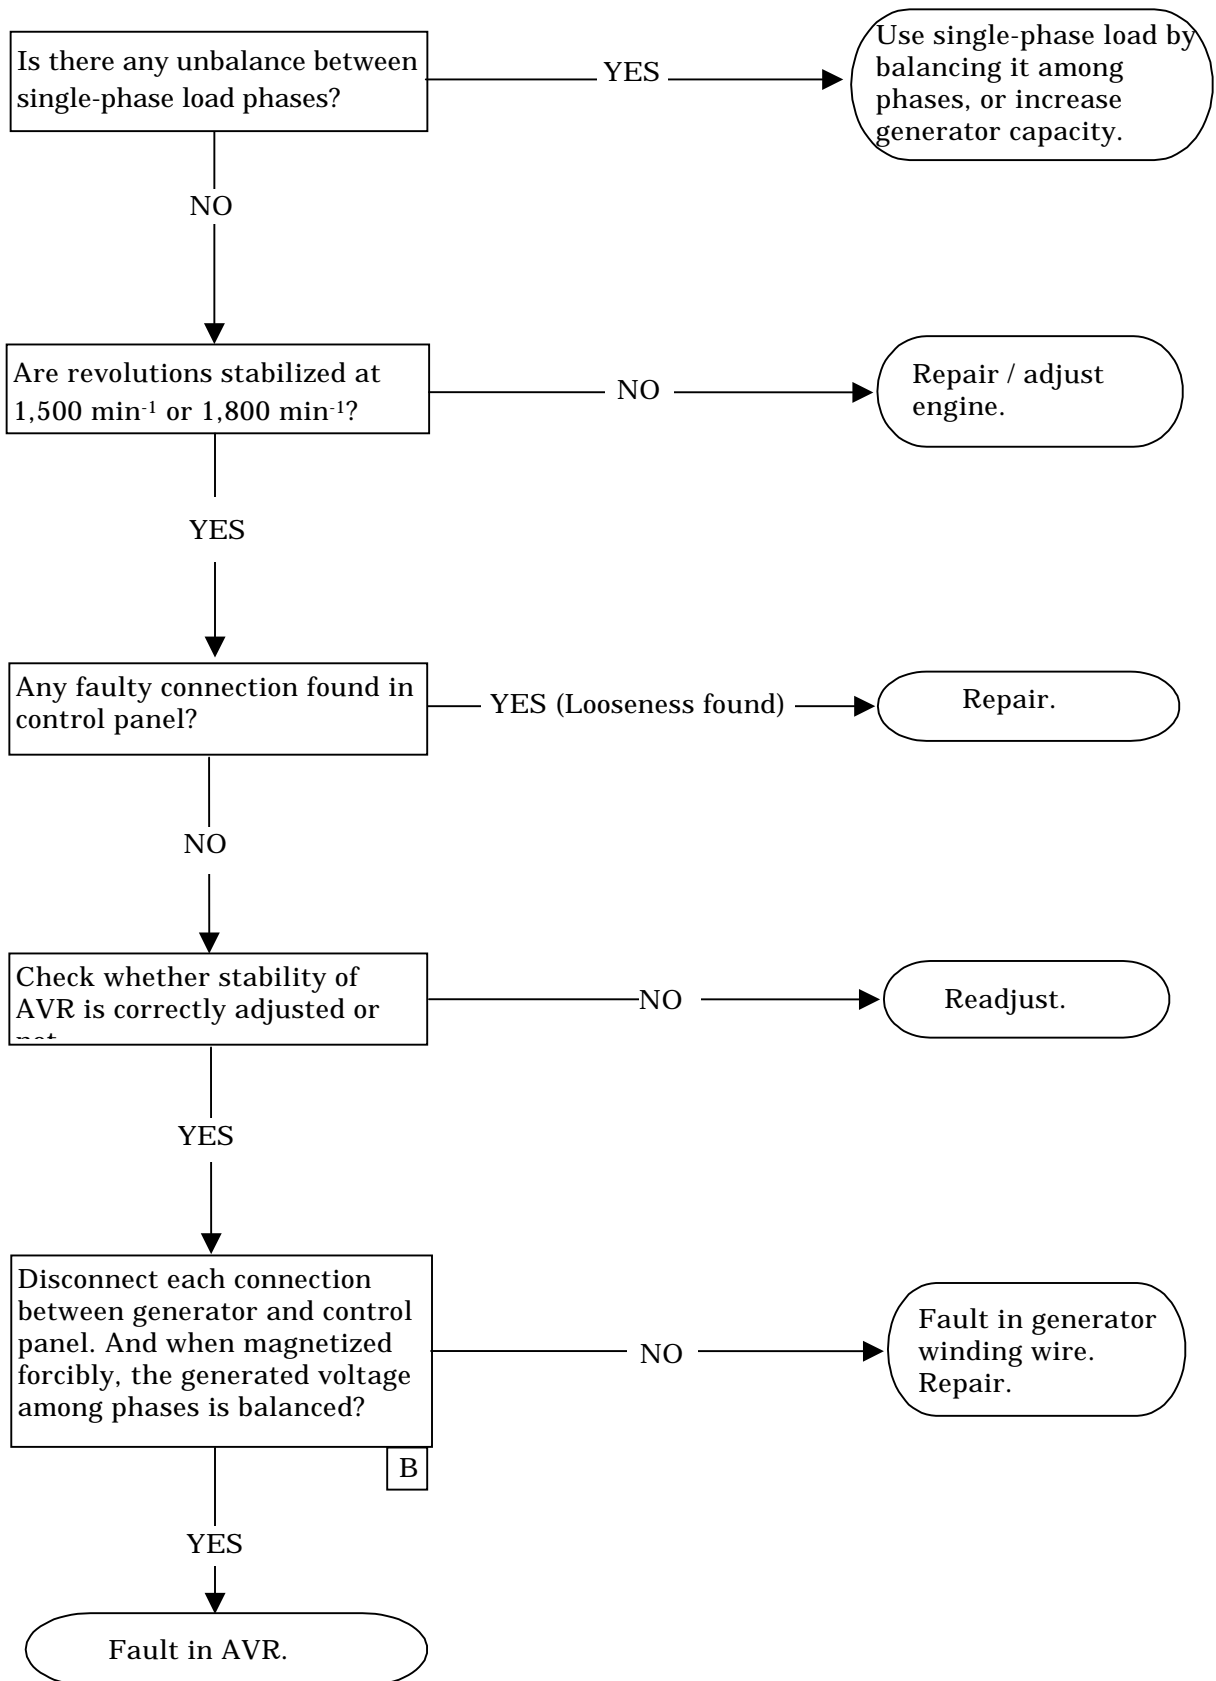 Is there any unbalance between
single-phase load phases?
YES
Use single-phase load by
balancing it among
phases, or increase
generator capacity.
NO
Are revolutions stabilized at
1,500 min-1 or 1,800 min-1?
NO
Repair / adjust
engine.
YES
Any faulty connection found in
control panel?
YES (Looseness found)
Repair.
NO
Check whether stability of
AVR is correctly adjusted or
NO
Readjust.
YES
Disconnect each connection
between generator and control
panel. And when magnetized
forcibly, the generated voltage
among phases is balanced?
B
NO
Fault in generator
winding wire.
Repair.
YES
Fault in AVR.